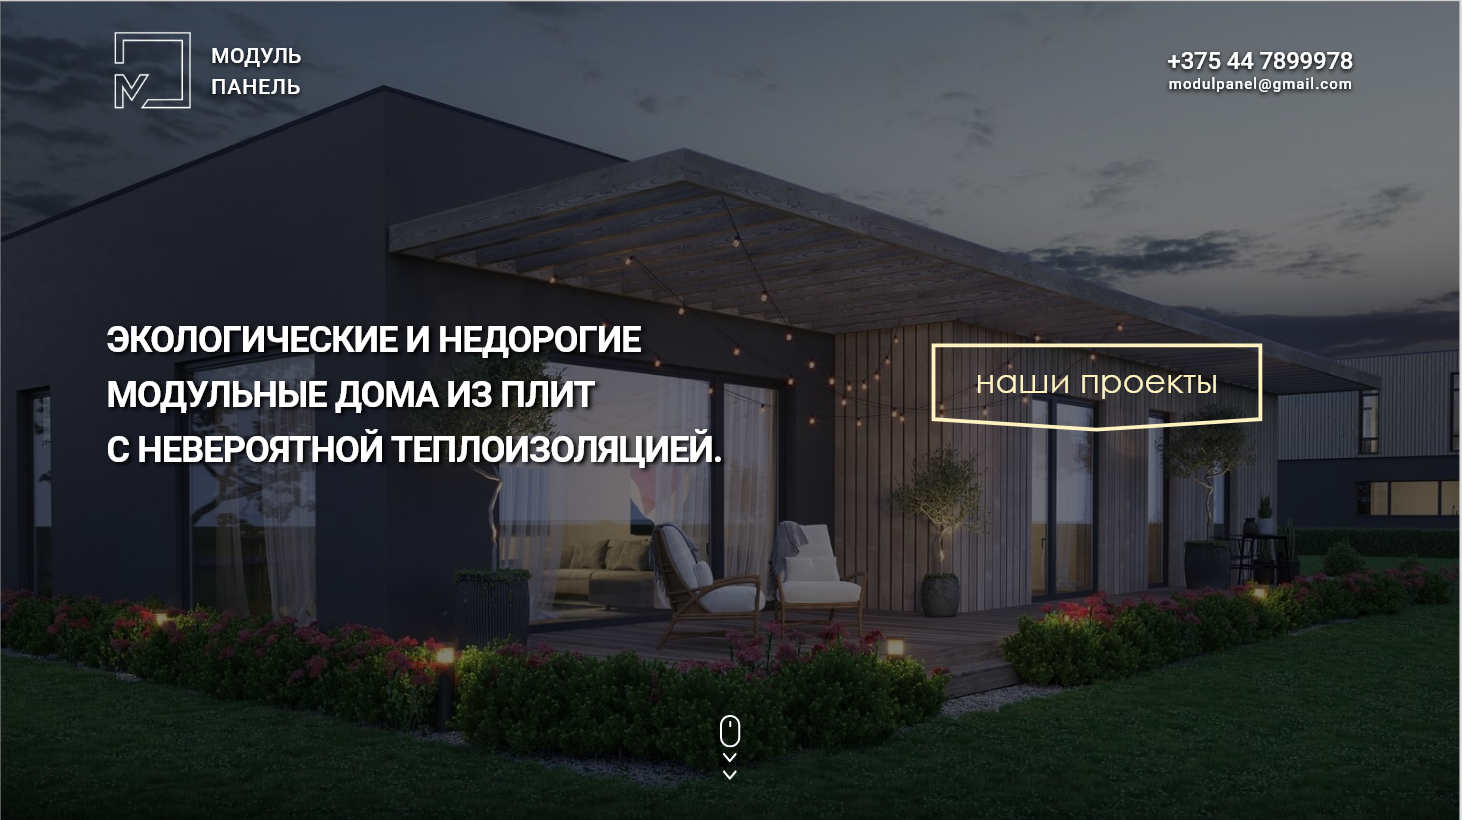 МОДУЛЬ
ПАНЕЛЬ
+375 44 7899978
modulpanel@gmail.com
ЭКОЛОГИЧЕСКИЕ И НЕДОРОГИЕ
МОДУЛЬНЫЕ ДОМА ИЗ ПЛИТ
С НЕВЕРОЯТНОЙ ТЕПЛОИЗОЛЯЦИЕЙ.
наши проекты